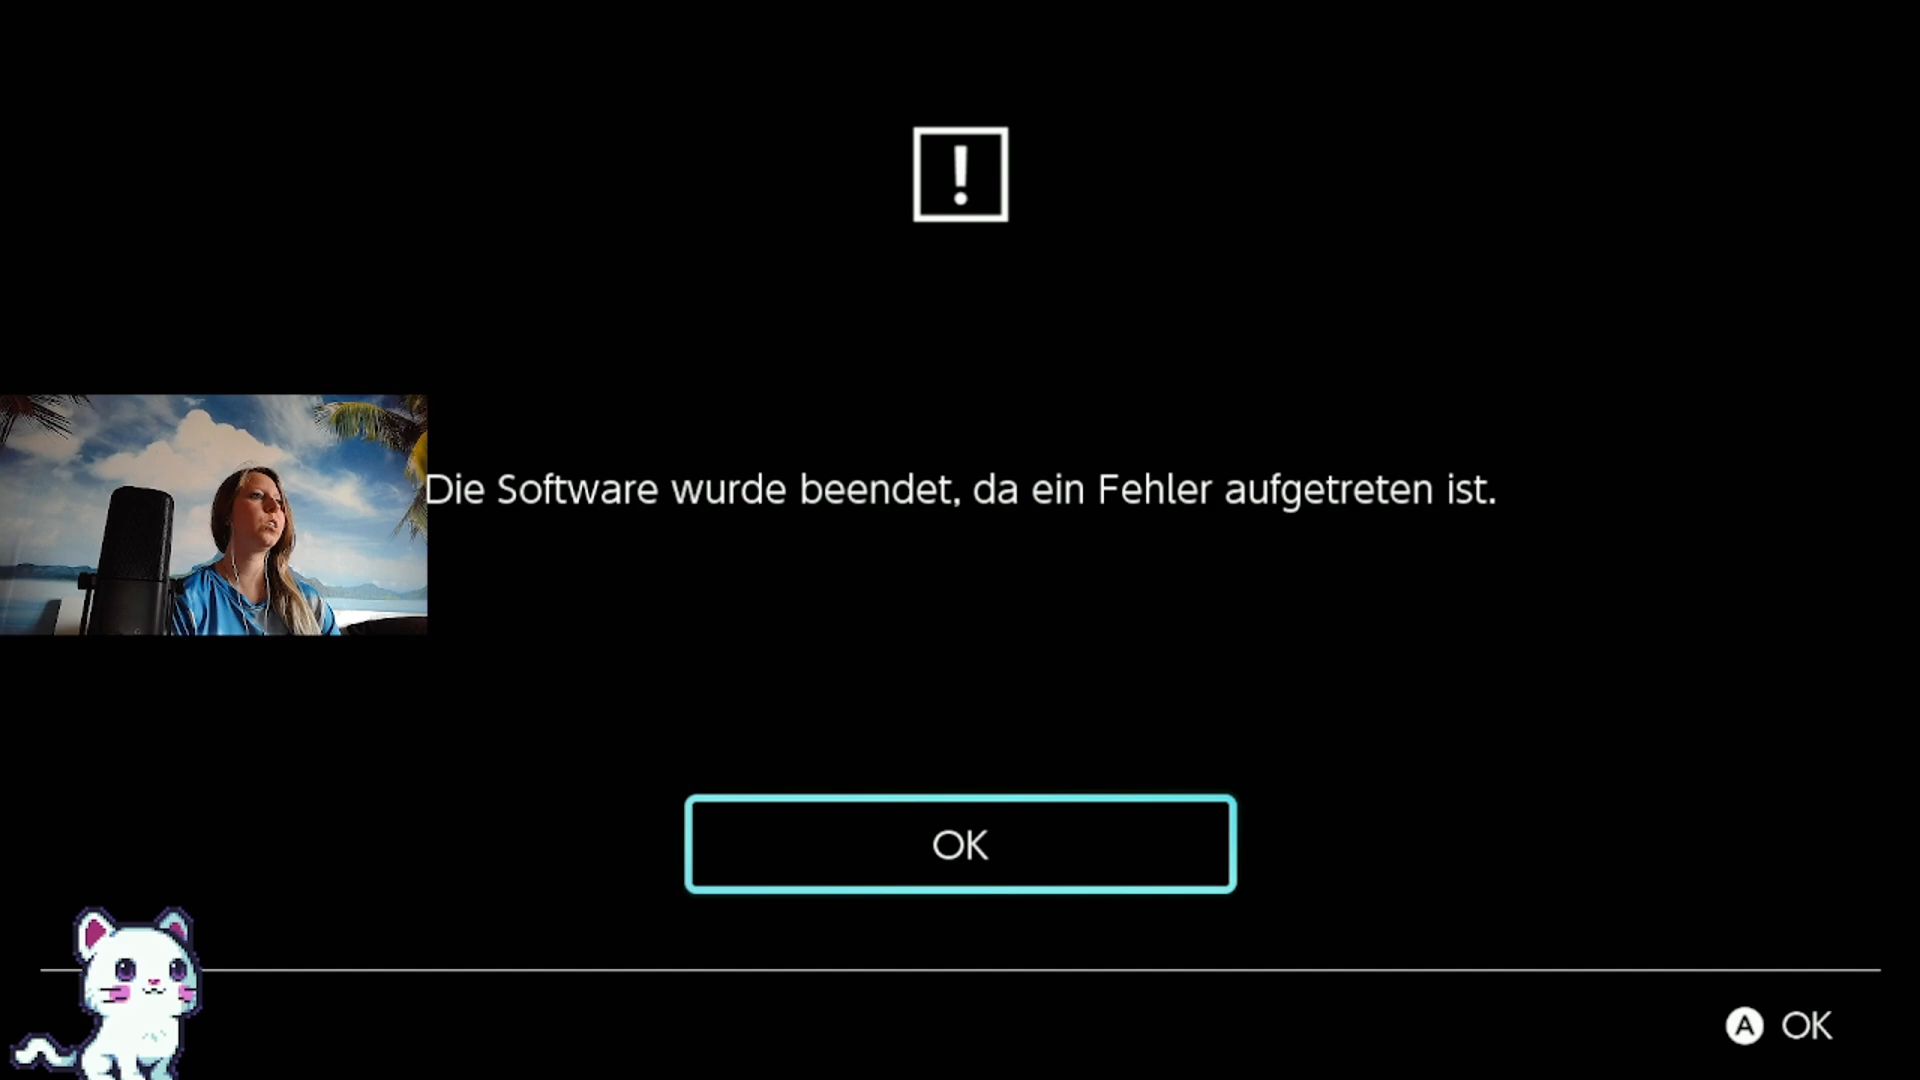 !
Die Software wurde beendet, da ein Fehler aufgetreten ist.
OK
A OK